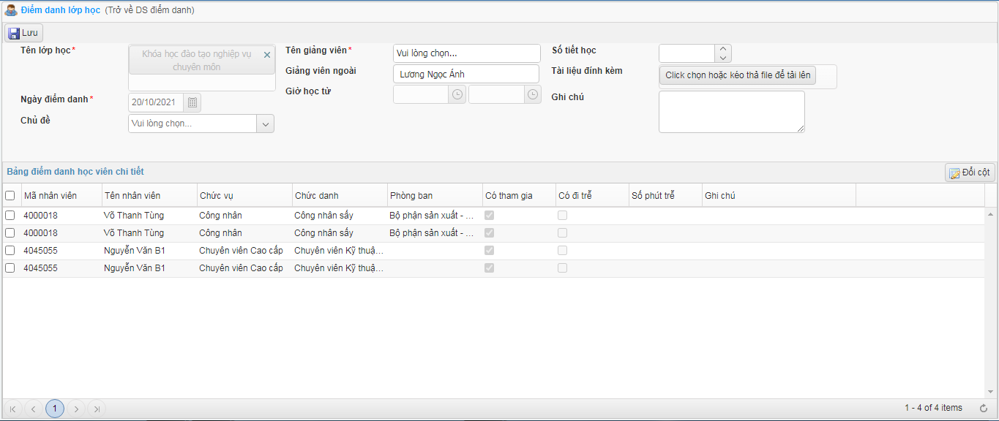 Điểm danh lớp học (Trở về DS điểm danh)
Lưu
Tên lớp học*
Khóa học đào tạo nghiệp vụ
chuyên môn
Ngày điểm danh*
20/10/2021
Chủ đề
Vui lòng chọn...
Tên giảng viên*
Vui lòng chọn...
Giảng viên ngoài
Lương Ngọc Ánh
Giờ học từ
Số tiết học
Tài liệu đính kèm
Click chọn hoặc kéo thả file để tải lên
Ghi chú
Bảng điểm danh học viên chi tiết
Đổi cột
Mã nhân viên Tên nhân viên Chức vụ Chức danh Phòng ban Có tham gia Có đi trễ Số phút trễ Ghi chú
4000018 Võ Thanh Tùng Công nhân Công nhân sấy Bộ phận sản xuất - ...
4000018 Võ Thanh Tùng Công nhân Công nhân sấy Bộ phận sản xuất - ...
4045055 Nguyễn Văn B1 Chuyên viên Cao cấp Chuyên viên Kỹ thuậ...
4045055 Nguyễn Văn B1 Chuyên viên Cao cấp Chuyên viên Kỹ thuậ...
1
1 - 4 of 4 items